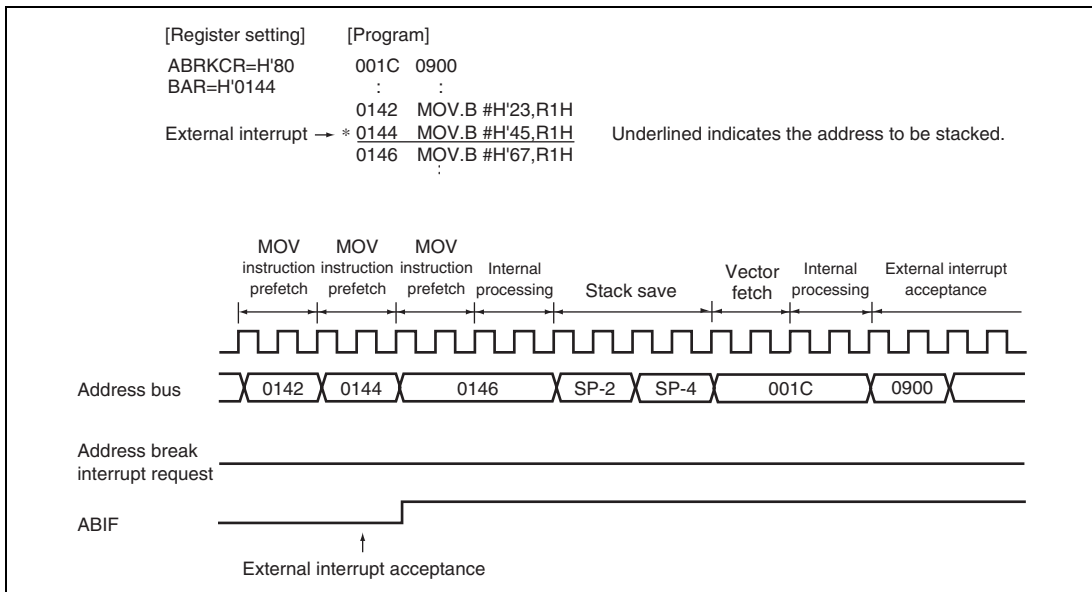 [Register setting] [Program]
ABRKCR=H'80 001C 0900
BAR=H'0144 : :
0142 MOV.B #H'23,R1H
External interrupt → * 0144 MOV.B #H'45,R1H Underlined indicates the address to be stacked.
0146 MOV.B #H'67,R1H
:
MOV instruction prefetch
MOV instruction prefetch
MOV instruction prefetch
Internal processing
Stack save
Vector fetch
Internal processing
External interrupt acceptance
Address bus 0142 0144 0146 SP-2 SP-4 001C 0900
Address break
interrupt request
ABIF
External interrupt acceptance